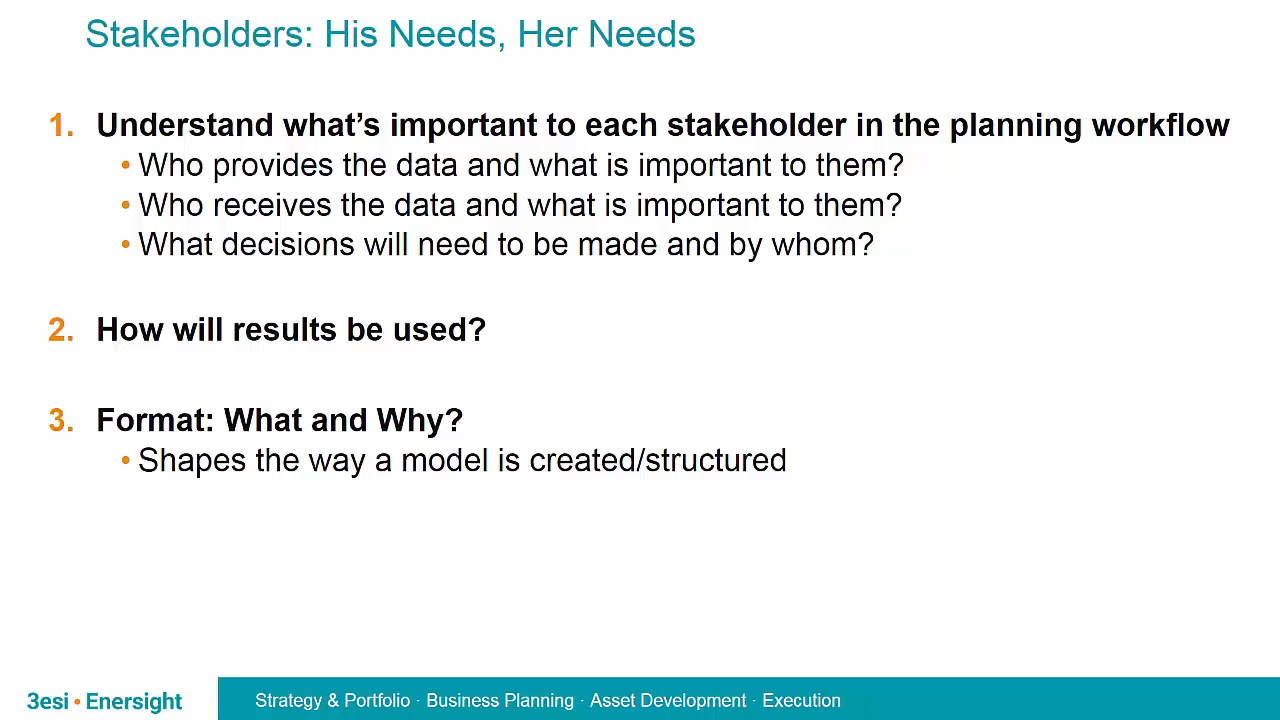 Stakeholders: His Needs, Her Needs
1. Understand what's important to each stakeholder in the planning workflow
• Who provides the data and what is important to them?
• Who receives the data and what is important to them?
• What decisions will need to be made and by whom?
2. How will results be used?
3. Format: What and Why?
• Shapes the way a model is created/structured
3esi • Enersight
Strategy & Portfolio · Business Planning · Asset Development · Execution